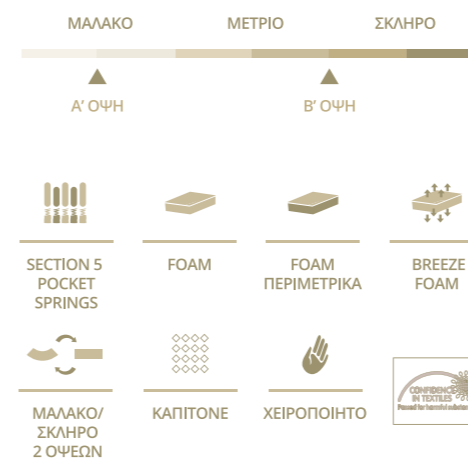 ΜΑΛΑΚΟ ΜΕΤΡΙΟ ΣΚΛΗΡΟ
Α' ΟΨΗ Β' ΟΨΗ
SECTION 5
POCKET
SPRINGS
FOAM
FOAM
ΠΕΡΙΜΕΤΡΙΚΑ
BREEZE
FOAM
ΜΑΛΑΚΟ/
ΣΚΛΗΡΟ
2 ΟΨΕΩΝ
ΚΑΠΙΤΟΝΕ
ΧΕΙΡΟΠΟΙΗΤΟ
CONFIDENCE
IN TEXTILES